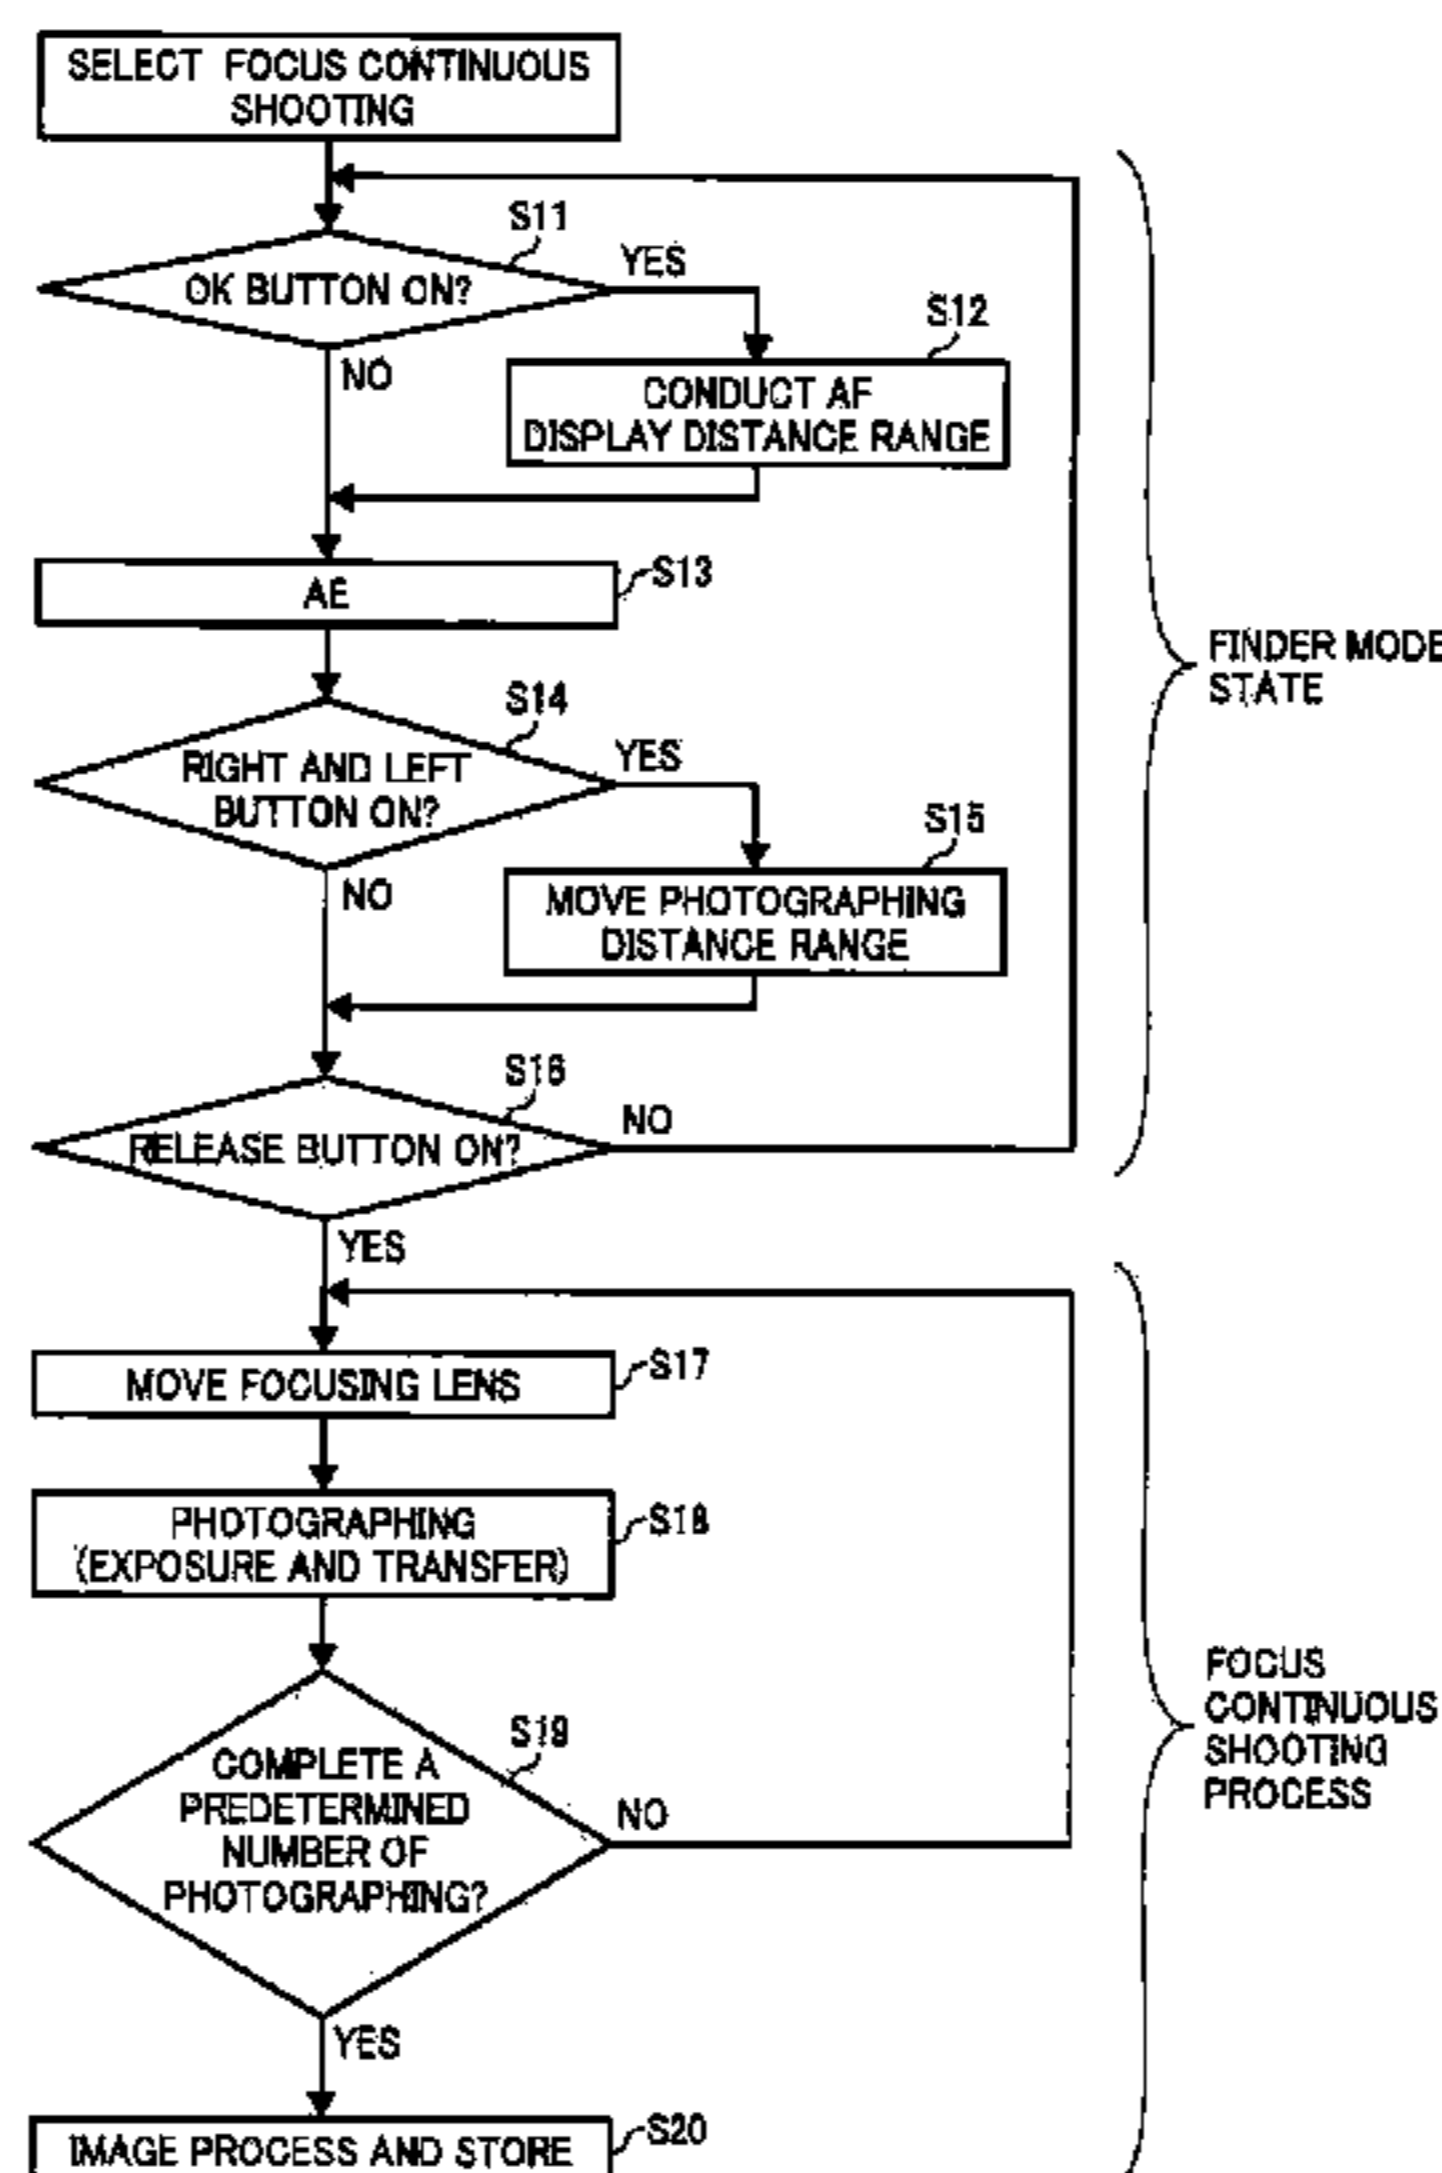 SELECT FOCUS CONTINUOUS
SHOOTING
S11
OK BUTTON ON?
YES
NO
S12
CONDUCT AF
DISPLAY DISTANCE RANGE
AE
S13
FINDER MODE
STATE
S14
RIGHT AND LEFT
BUTTON ON?
YES
NO
S15
MOVE PHOTOGRAPHING
DISTANCE RANGE
S16
RELEASE BUTTON ON?
NO
YES
MOVE FOCUSING LENS
S17
PHOTOGRAPHING
(EXPOSURE AND TRANSFER)
S18
FOCUS
CONTINUOUS
SHOOTING
PROCESS
S19
COMPLETE A
PREDETERMINED
NUMBER OF
PHOTOGRAPHING?
NO
YES
IMAGE PROCESS AND STORE
S20